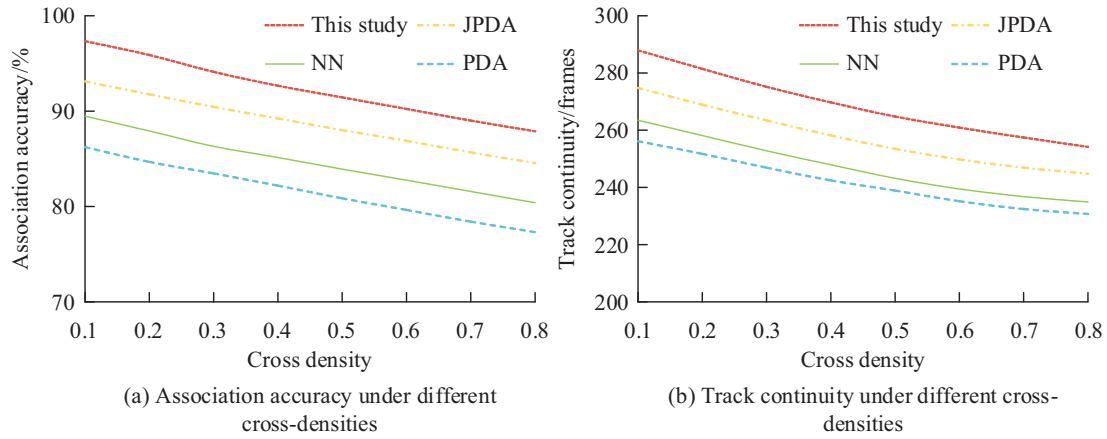 Association accuracy/%
100
90
80
70
This study
JPDA
NN
PDA
0.1 0.2 0.3 0.4 0.5 0.6 0.7 0.8
Cross density
(a) Association accuracy under different
cross-densities
Track continuity/frames
300
280
260
240
220
200
This study
JPDA
NN
PDA
0.1 0.2 0.3 0.4 0.5 0.6 0.7 0.8
Cross density
(b) Track continuity under different cross-
densities